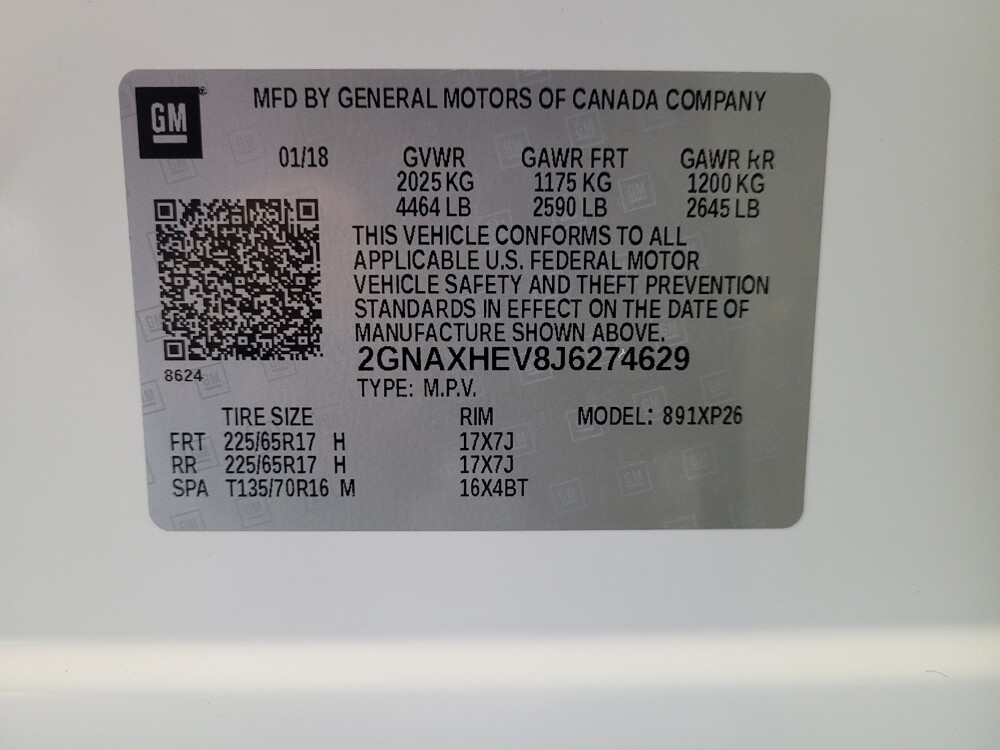 GM
MFD BY GENERAL MOTORS OF CANADA COMPANY
01/18 GVWR GAWR FRT GAWR RR
2025 KG 1175 KG 1200 KG
4464 LB 2590 LB 2645 LB
THIS VEHICLE CONFORMS TO ALL
APPLICABLE U.S. FEDERAL MOTOR
VEHICLE SAFETY AND THEFT PREVENTION
STANDARDS IN EFFECT ON THE DATE OF
MANUFACTURE SHOWN ABOVE.
2GNAXHEV8J6274629
8624
TYPE: M.P.V.
TIRE SIZE RIM MODEL: 891XP26
FRT 225/65R17 H 17X7J
RR 225/65R17 H 17X7J
SPA T135/70R16 M 16X4BT